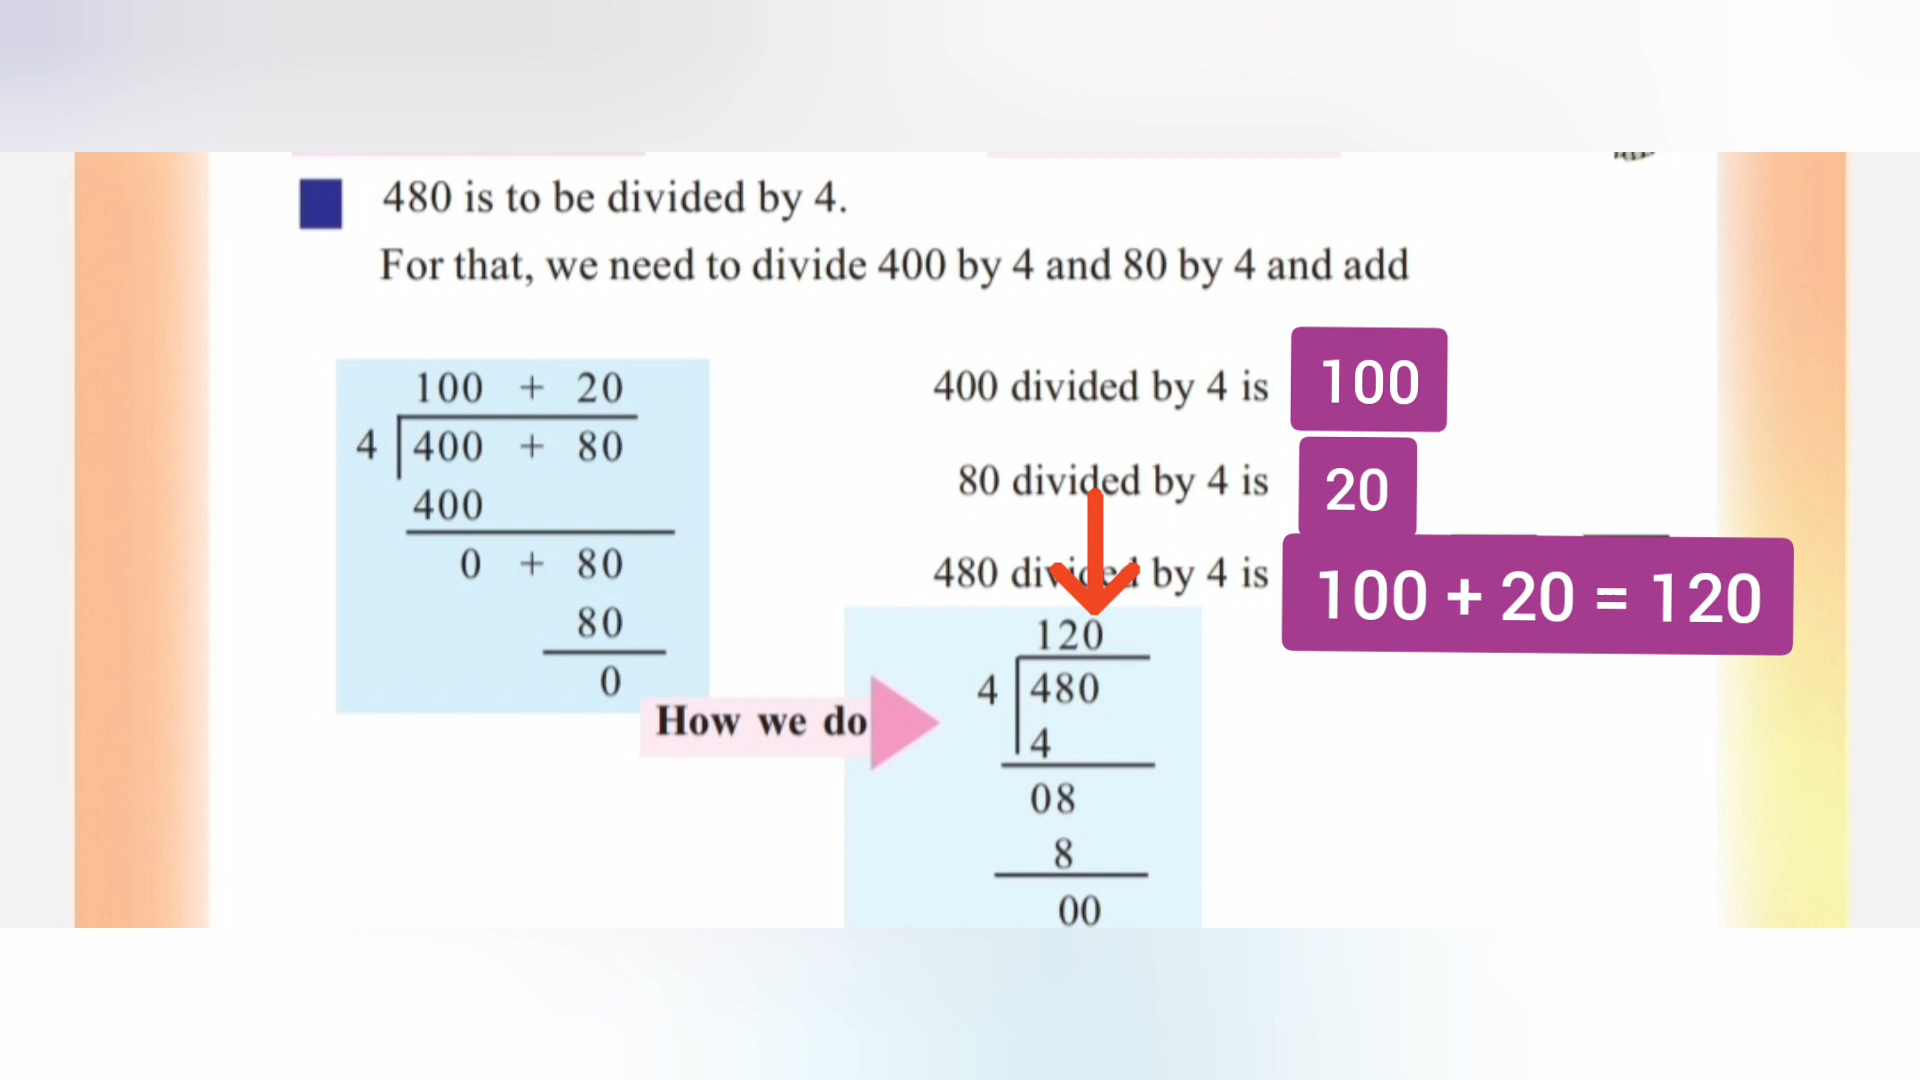 480 is to be divided by 4.
For that, we need to divide 400 by 4 and 80 by 4 and add
100 + 20
4 400 + 80
400
0 + 80
80
0
400 divided by 4 is 100
80 divided by 4 is 20
480 divided by 4 is 100 + 20 = 120
How we do
120
4 480
4
08
8
00